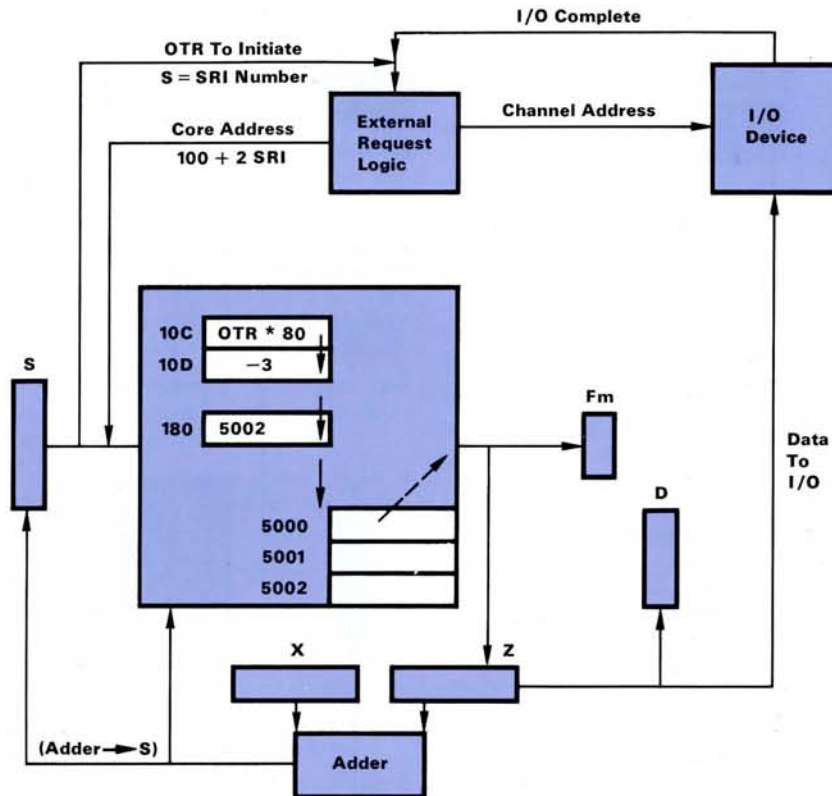 I/O Complete
OTR To Initiate
S = SRI Number
Core Address
100 + 2 SRI
External
Request
Logic
Channel Address
I/O
Device
10C OTR * 80
10D −3
180 5002
5000
5001
5002
S
Fm
D
Data
To
I/O
X
Z
(Adder→S)
Adder